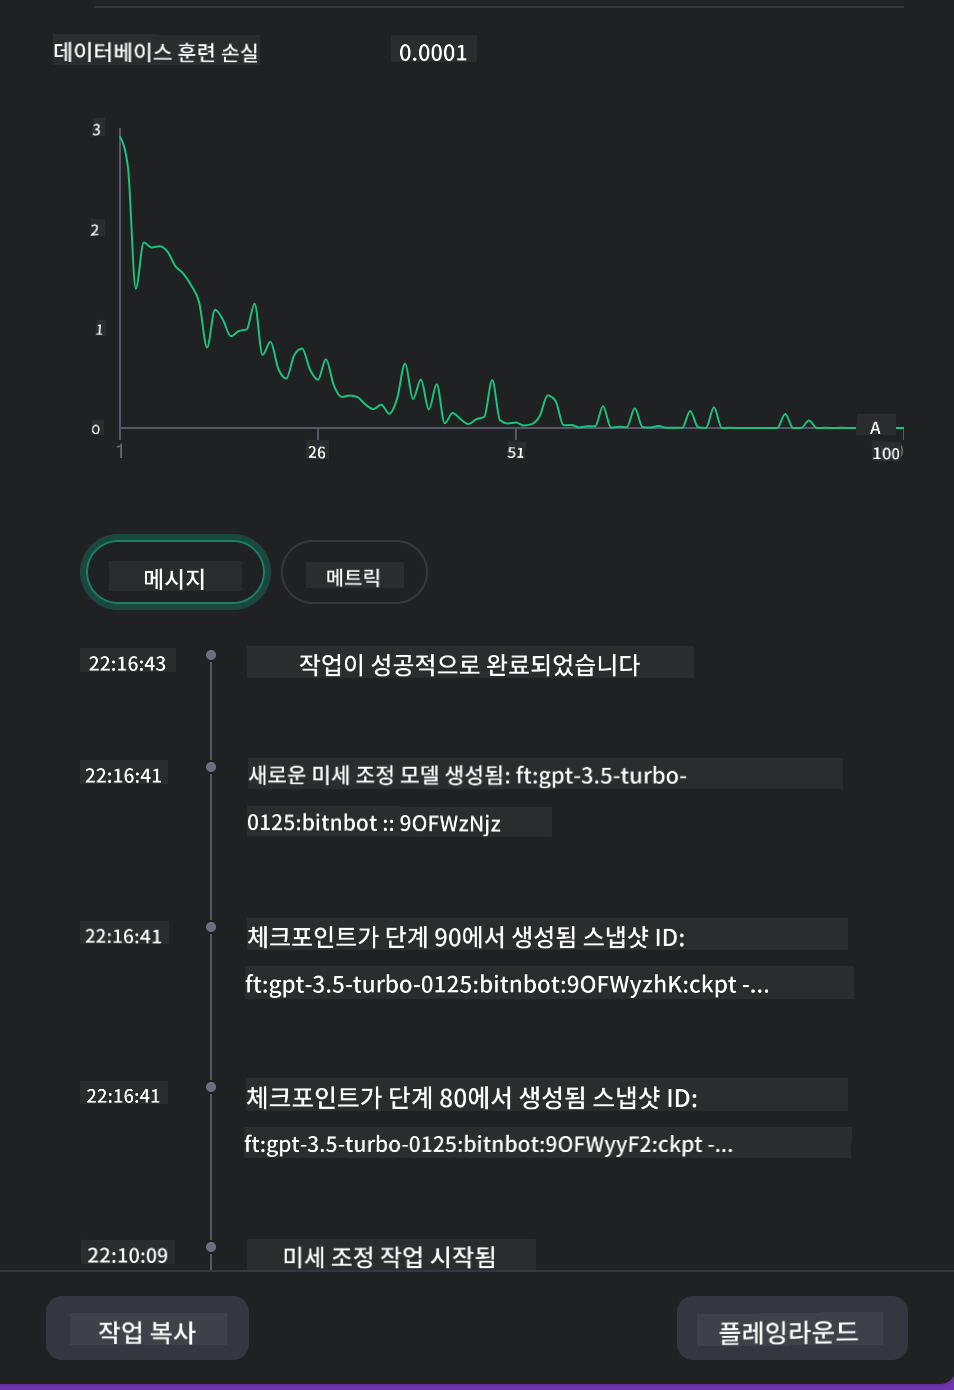 데이터베이스 훈련 손실 0.0001
3
2
1
0
A
1 26 51 100
메시지 메트릭
22:16:43 작업이 성공적으로 완료되었습니다
22:16:41 새로운 미세 조정 모델 생성됨: ft:gpt-3.5-turbo-
0125:bitnbot :: 9OFWzNjz
22:16:41 체크포인트가 단계 90에서 생성됨 스냅샷 ID:
ft:gpt-3.5-turbo-0125:bitnbot:9OFWyzhK:ckpt -...
22:16:41 체크포인트가 단계 80에서 생성됨 스냅샷 ID:
ft:gpt-3.5-turbo-0125:bitnbot:9OFWyyF2:ckpt -...
22:10:09 미세 조정 작업 시작됨
작업 복사 플레잉라운드